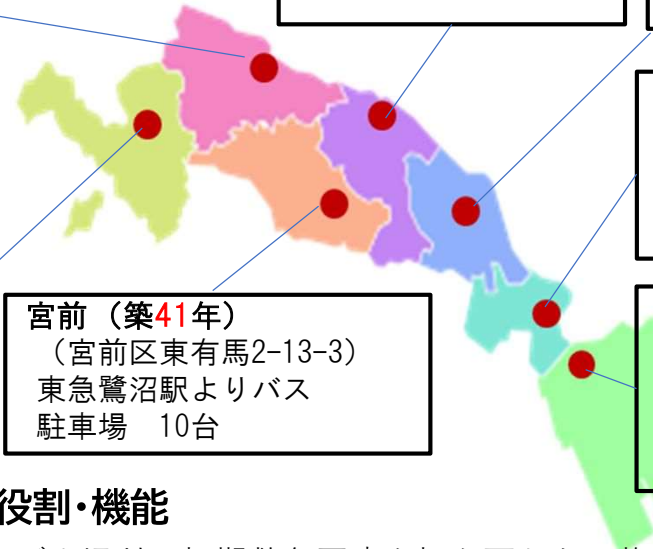 宮前（築41年）
（宮前区東有馬2-13-3）
東急鷺沼駅よりバス
駐車場　10台
役割・機能